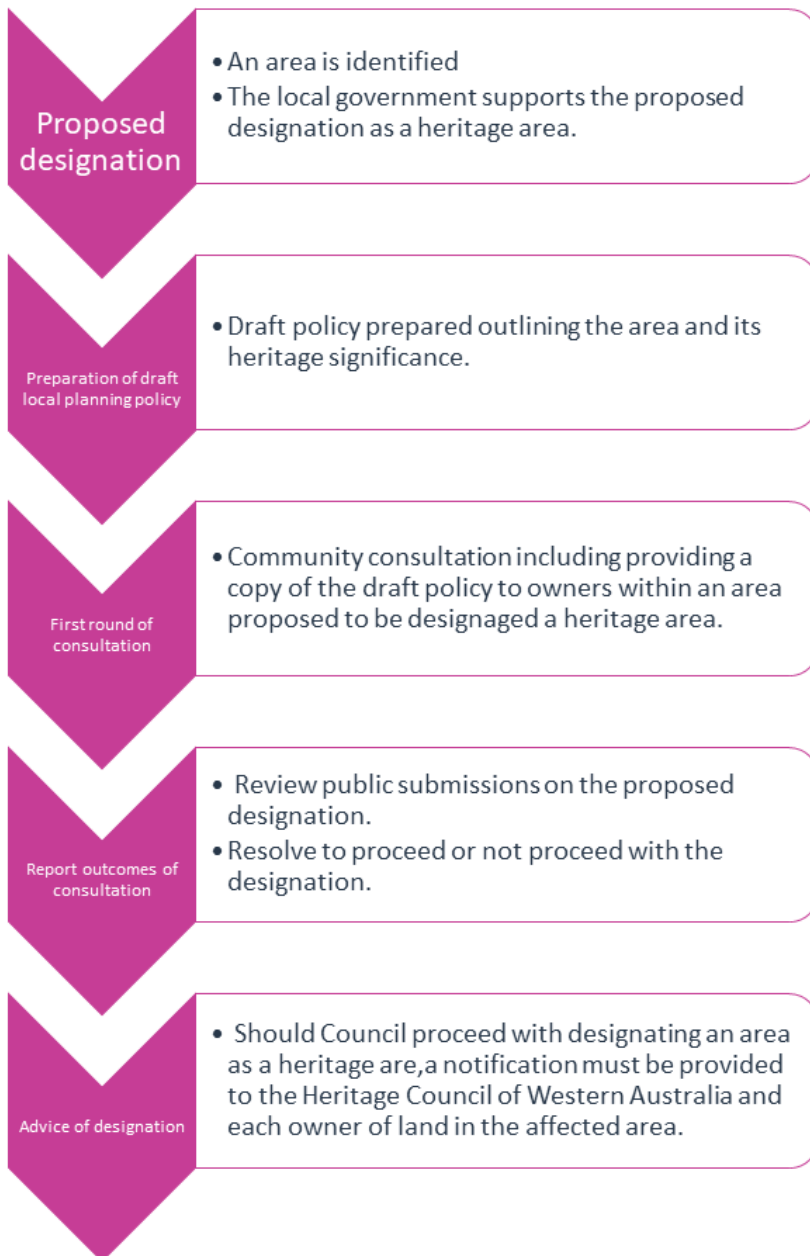 Proposed
designation
• An area is identified
• The local government supports the proposed
designation as a heritage area.
Preparation of draft
local planning policy
• Draft policy prepared outlining the area and its
heritage significance.
First round of
consultation
• Community consultation including providing a
copy of the draft policy to owners within an area
proposed to be designaged a heritage area.
Report outcomes of
consultation
• Review public submissions on the proposed
designation.
• Resolve to proceed or not proceed with the
designation.
Advice of designation
• Should Council proceed with designating an area
as a heritage are,a notification must be provided
to the Heritage Council of Western Australia and
each owner of land in the affected area.